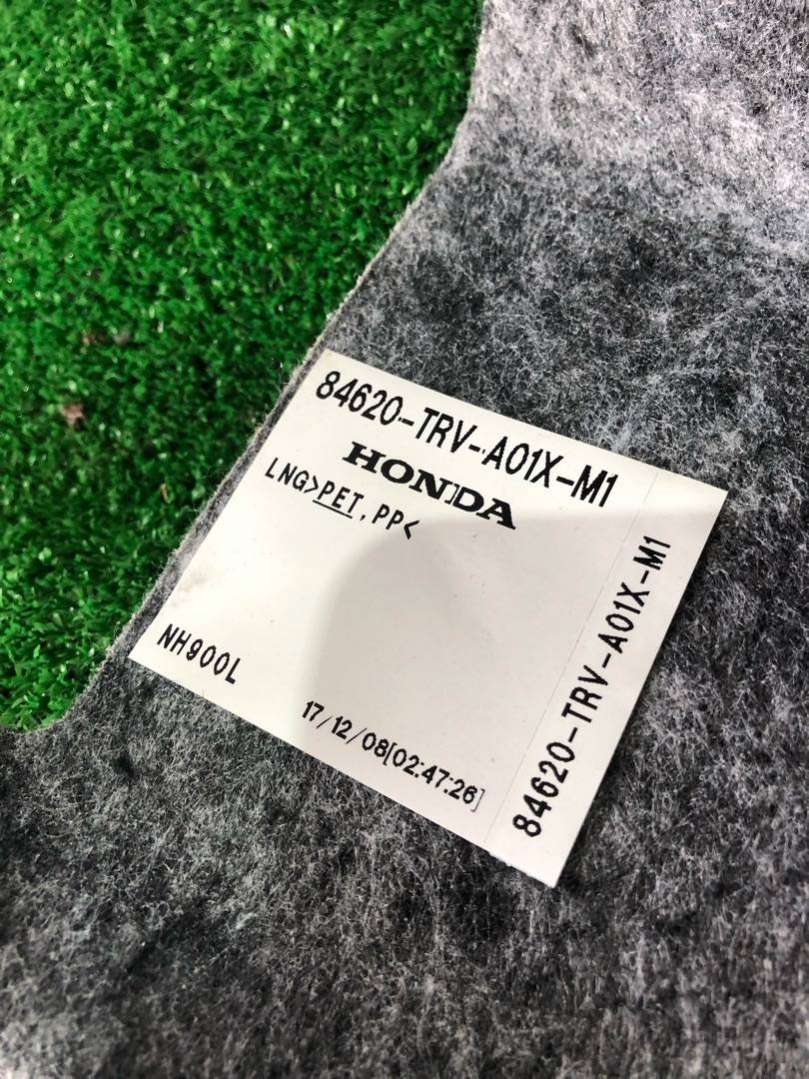 84620-TRV-A01X-M1
HONDA
LNG>PET,PP<
NH900L
17/12/08[02:47:26]
84620-TRV-A01X-M1